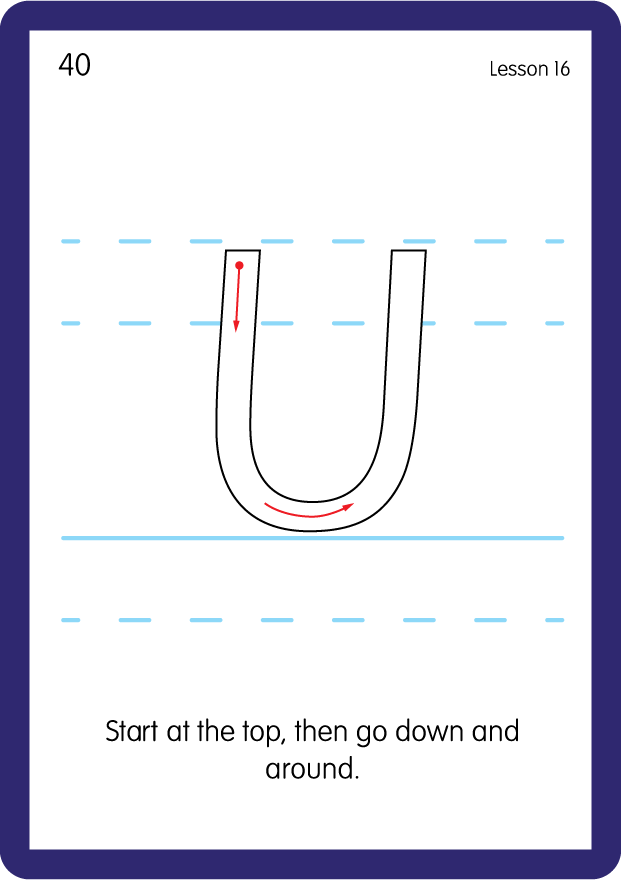 40
Lesson 16
U
Start at the top, then go down and
around.